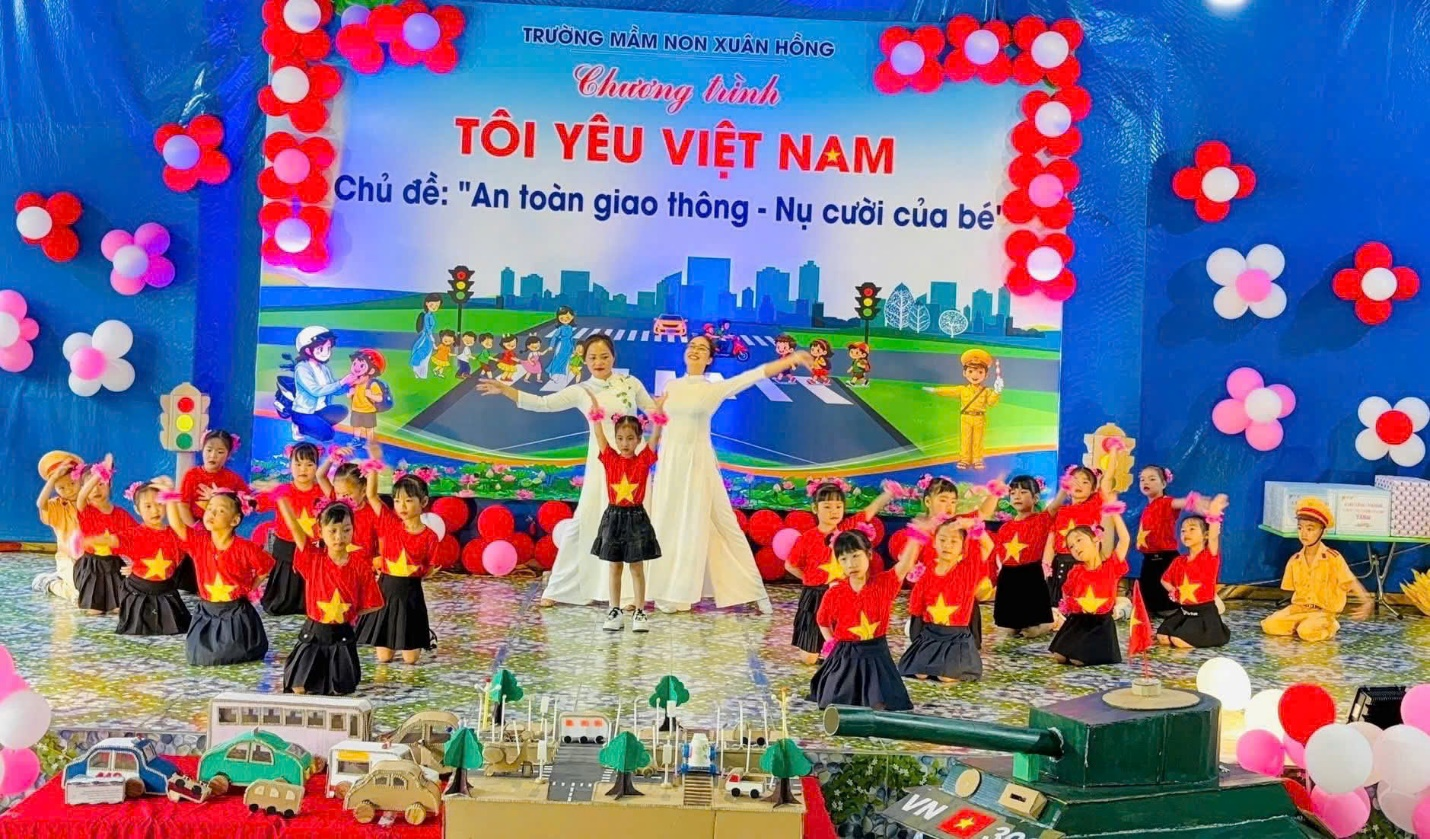 TRƯỜNG MẦM NON XUÂN HỒNG
Chương trình
TÔI YÊU VIỆT NAM
Chủ đề: "An toàn giao thông - Nụ cười của bé"
VN